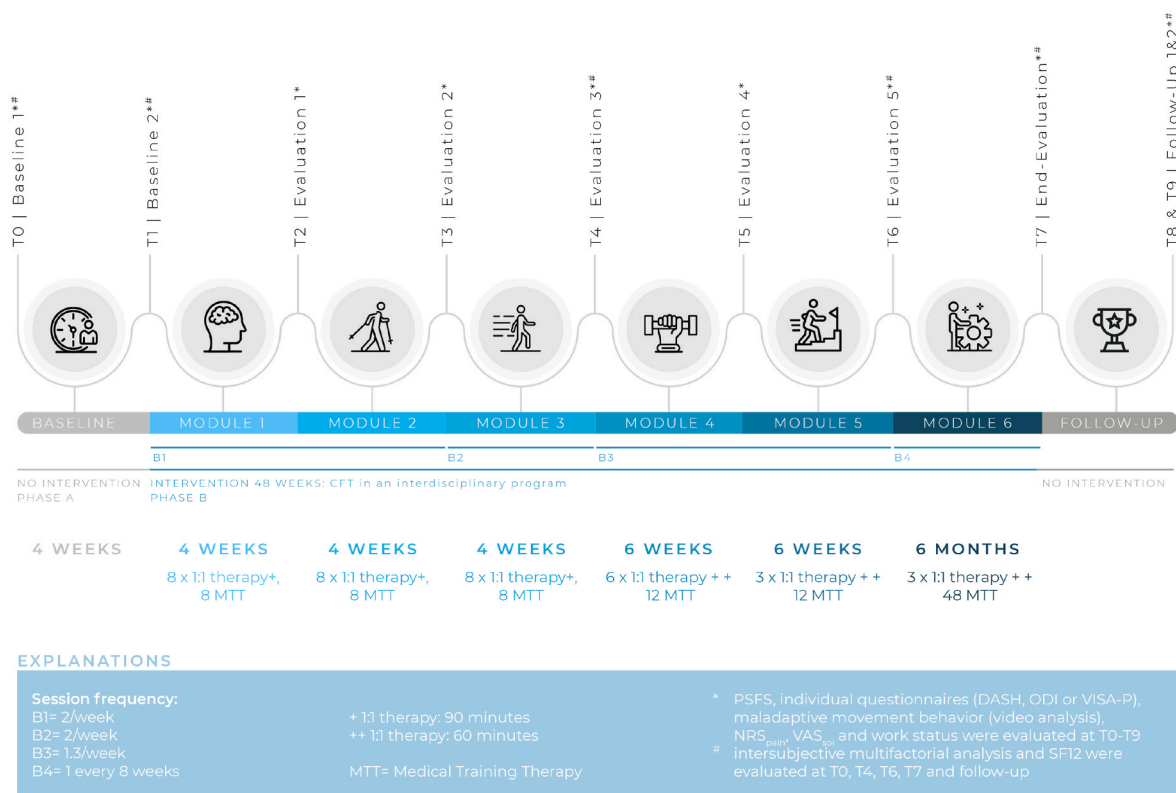 T0 | Baseline 1*#
T1 | Baseline 2*#
T2 | Evaluation 1*
T3 | Evaluation 2*
T4 | Evaluation 3*#
T5 | Evaluation 4*
T6 | Evaluation 5*#
T7 | End-Evaluation*#
T8 & T9 | Follow-Up 1&2*#
BASELINE
MODULE 1
MODULE 2
MODULE 3
MODULE 4
MODULE 5
MODULE 6
FOLLOW-UP
B1
B2
B3
B4
NO INTERVENTION
PHASE A
INTERVENTION 48 WEEKS: CFT in an interdisciplinary program
PHASE B
NO INTERVENTION
4 WEEKS
4 WEEKS
8 x 1:1 therapy+,
8 MTT
4 WEEKS
8 x 1:1 therapy+,
8 MTT
4 WEEKS
8 x 1:1 therapy+,
8 MTT
6 WEEKS
6 x 1:1 therapy + +
12 MTT
6 WEEKS
3 x 1:1 therapy + +
12 MTT
6 MONTHS
3 x 1:1 therapy + +
48 MTT
EXPLANATIONS
Session frequency:
B1= 2/week
B2= 2/week
B3= 1.3/week
B4= 1 every 8 weeks
+ 1:1 therapy: 90 minutes
++ 1:1 therapy: 60 minutes
MTT= Medical Training Therapy
* PSFS, individual questionnaires (DASH, ODI or VISA-P),
maladaptive movement behavior (video analysis),
NRSpain, VASspi and work status were evaluated at T0-T9
# intersubjective multifactorial analysis and SF12 were
evaluated at T0, T4, T6, T7 and follow-up